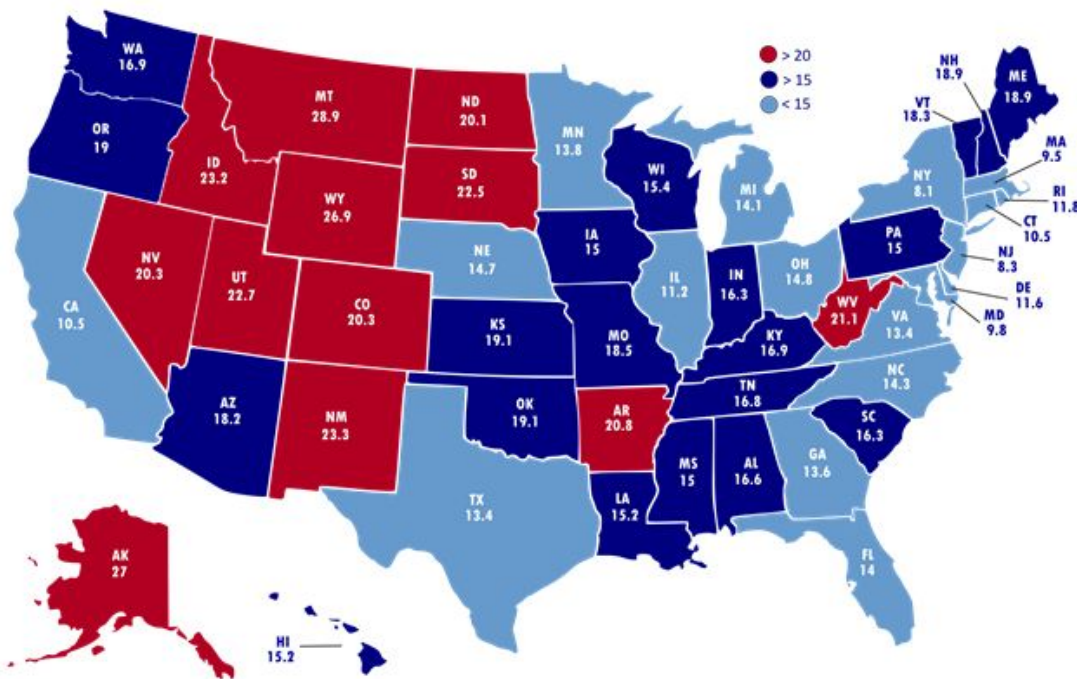 > 20
> 15
< 15
WA
16.9
OR
19
CA
10.5
NV
20.3
ID
23.2
MT
28.9
WY
26.9
UT
22.7
CO
20.3
AZ
18.2
NM
23.3
ND
20.1
SD
22.5
NE
14.7
KS
19.1
OK
19.1
TX
13.4
MN
13.8
IA
15
MO
18.5
AR
20.8
LA
15.2
WI
15.4
IL
11.2
MI
14.1
IN
16.3
OH
14.8
KY
16.9
TN
16.8
MS
15
AL
16.6
GA
13.6
FL
14
SC
16.3
NC
14.3
VA
13.4
WV
21.1
PA
15
NY
8.1
VT
18.3
NH
18.9
ME
18.9
MA
9.5
RI
11.8
CT
10.5
NJ
8.3
DE
11.6
MD
9.8
AK
27
HI
15.2